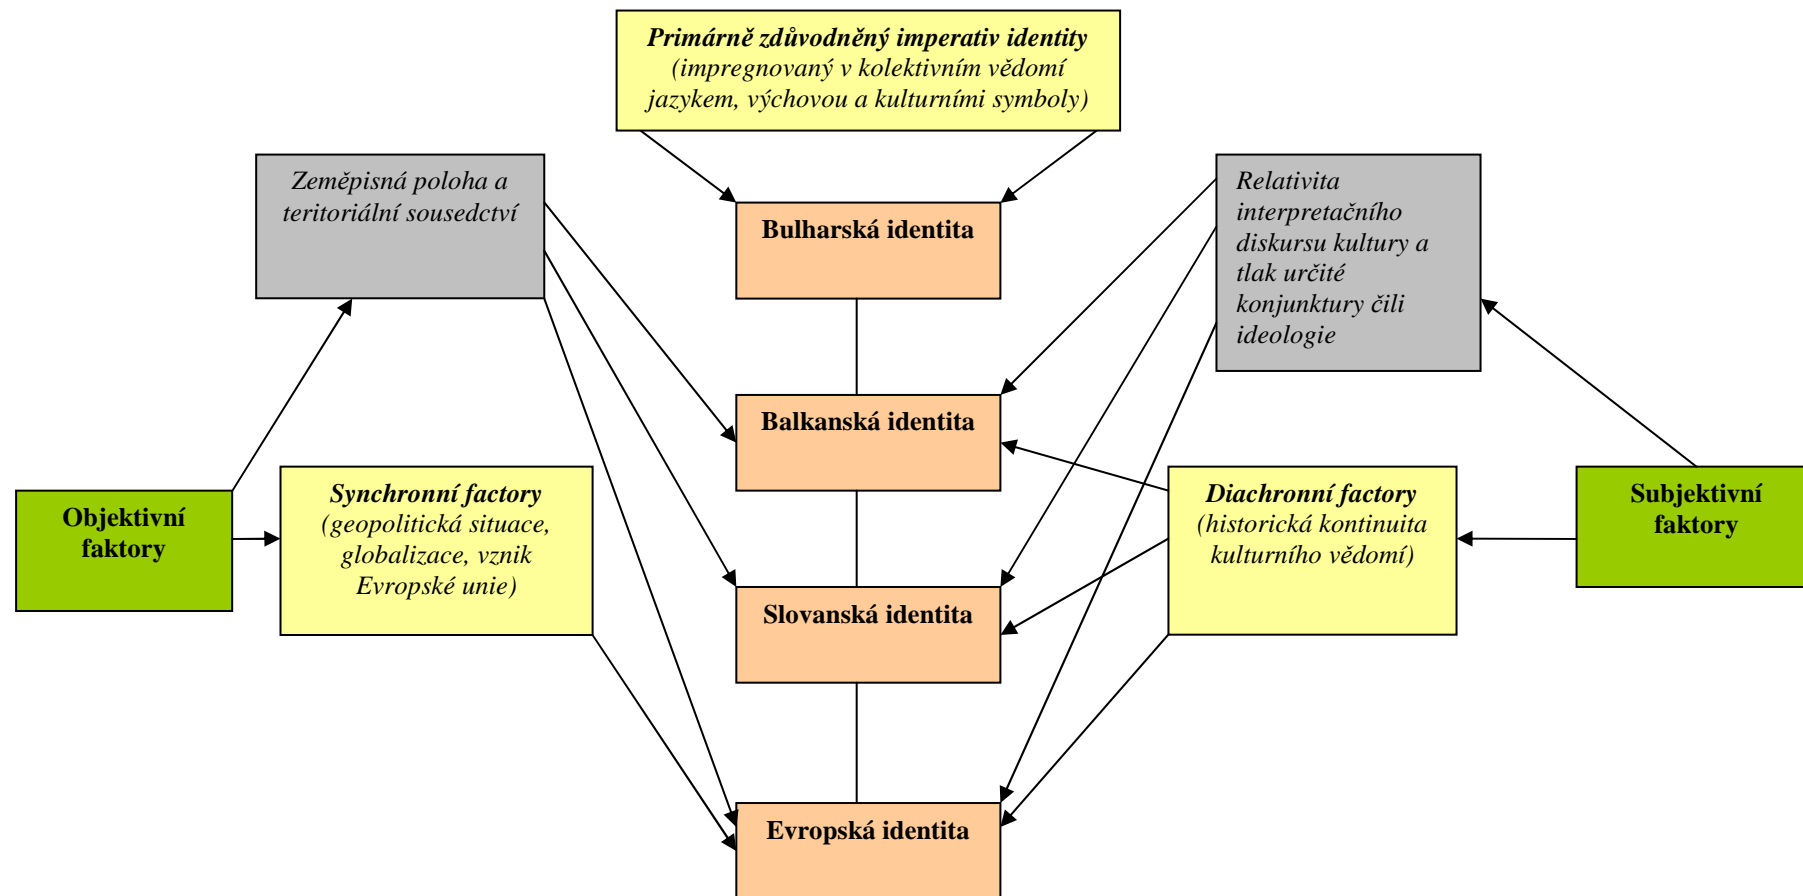 Primárně zdůvodněný imperativ identity
(impregnovaný v kolektivním vědomí
jazykem, výchovou a kulturními symboly)
Zeměpisná poloha a
teritoriální sousedctví
Bulharská identita
Relativita
interpretačního
diskursu kultury a
tlak určité
konjunktury čili
ideologie
Balkanská identita
Objektivní
faktory
Synchronní factory
(geopolitická situace,
globalizace, vznik
Evropské unie)
Diachronní factory
(historická kontinuita
kulturního vědomí)
Subjektivní
faktory
Slovanská identita
Evropská identita